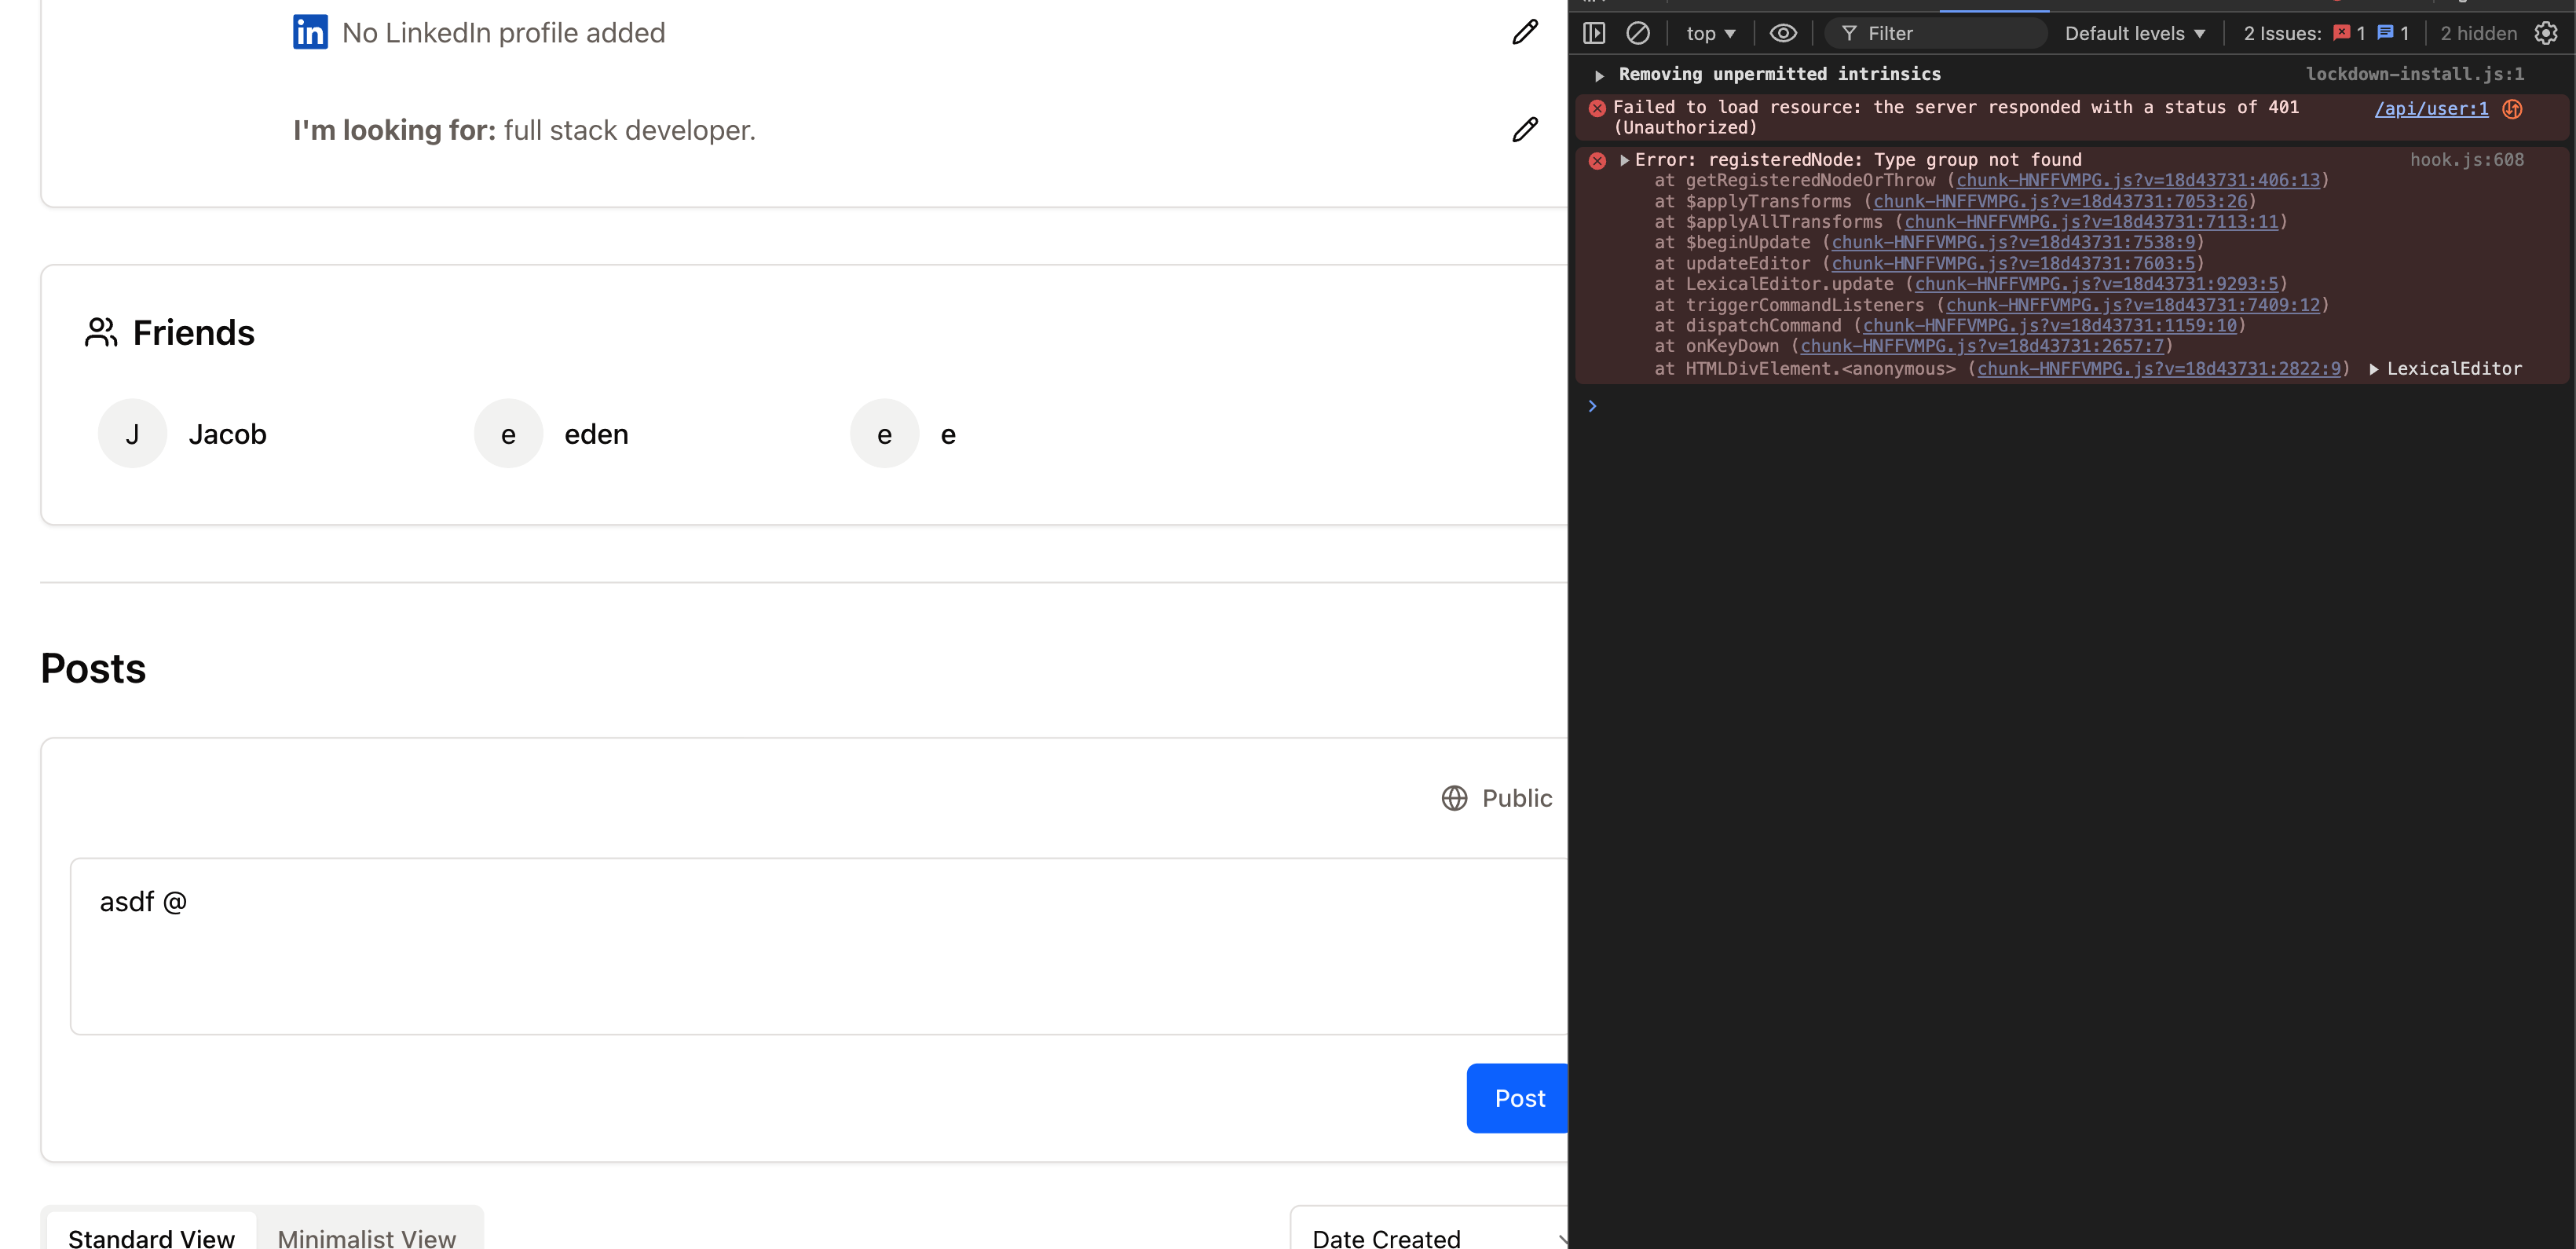 in No LinkedIn profile added
I'm looking for: full stack developer.
Friends
J Jacob
e eden
e e
Posts
Public
asdf @
Post
Standard View Minimalist View
Date Created
top Filter Default levels 2 Issues: 1 1 2 hidden
Removing unpermitted intrinsics lockdown-install.js:1
Failed to load resource: the server responded with a status of 401 /api/user:1
(Unauthorized)
Error: registeredNode: Type group not found hook.js:608
at getRegisteredNodeOrThrow (chunk-HNFFVMPG.js?v=18d43731:406:13)
at $applyTransforms (chunk-HNFFVMPG.js?v=18d43731:7053:26)
at $applyAllTransforms (chunk-HNFFVMPG.js?v=18d43731:7113:11)
at $beginUpdate (chunk-HNFFVMPG.js?v=18d43731:7538:9)
at updateEditor (chunk-HNFFVMPG.js?v=18d43731:7603:5)
at LexicalEditor.update (chunk-HNFFVMPG.js?v=18d43731:9293:5)
at triggerCommandListeners (chunk-HNFFVMPG.js?v=18d43731:7409:12)
at dispatchCommand (chunk-HNFFVMPG.js?v=18d43731:1159:10)
at onKeyDown (chunk-HNFFVMPG.js?v=18d43731:2657:7)
at HTMLDivElement.<anonymous> (chunk-HNFFVMPG.js?v=18d43731:2822:9) LexicalEditor